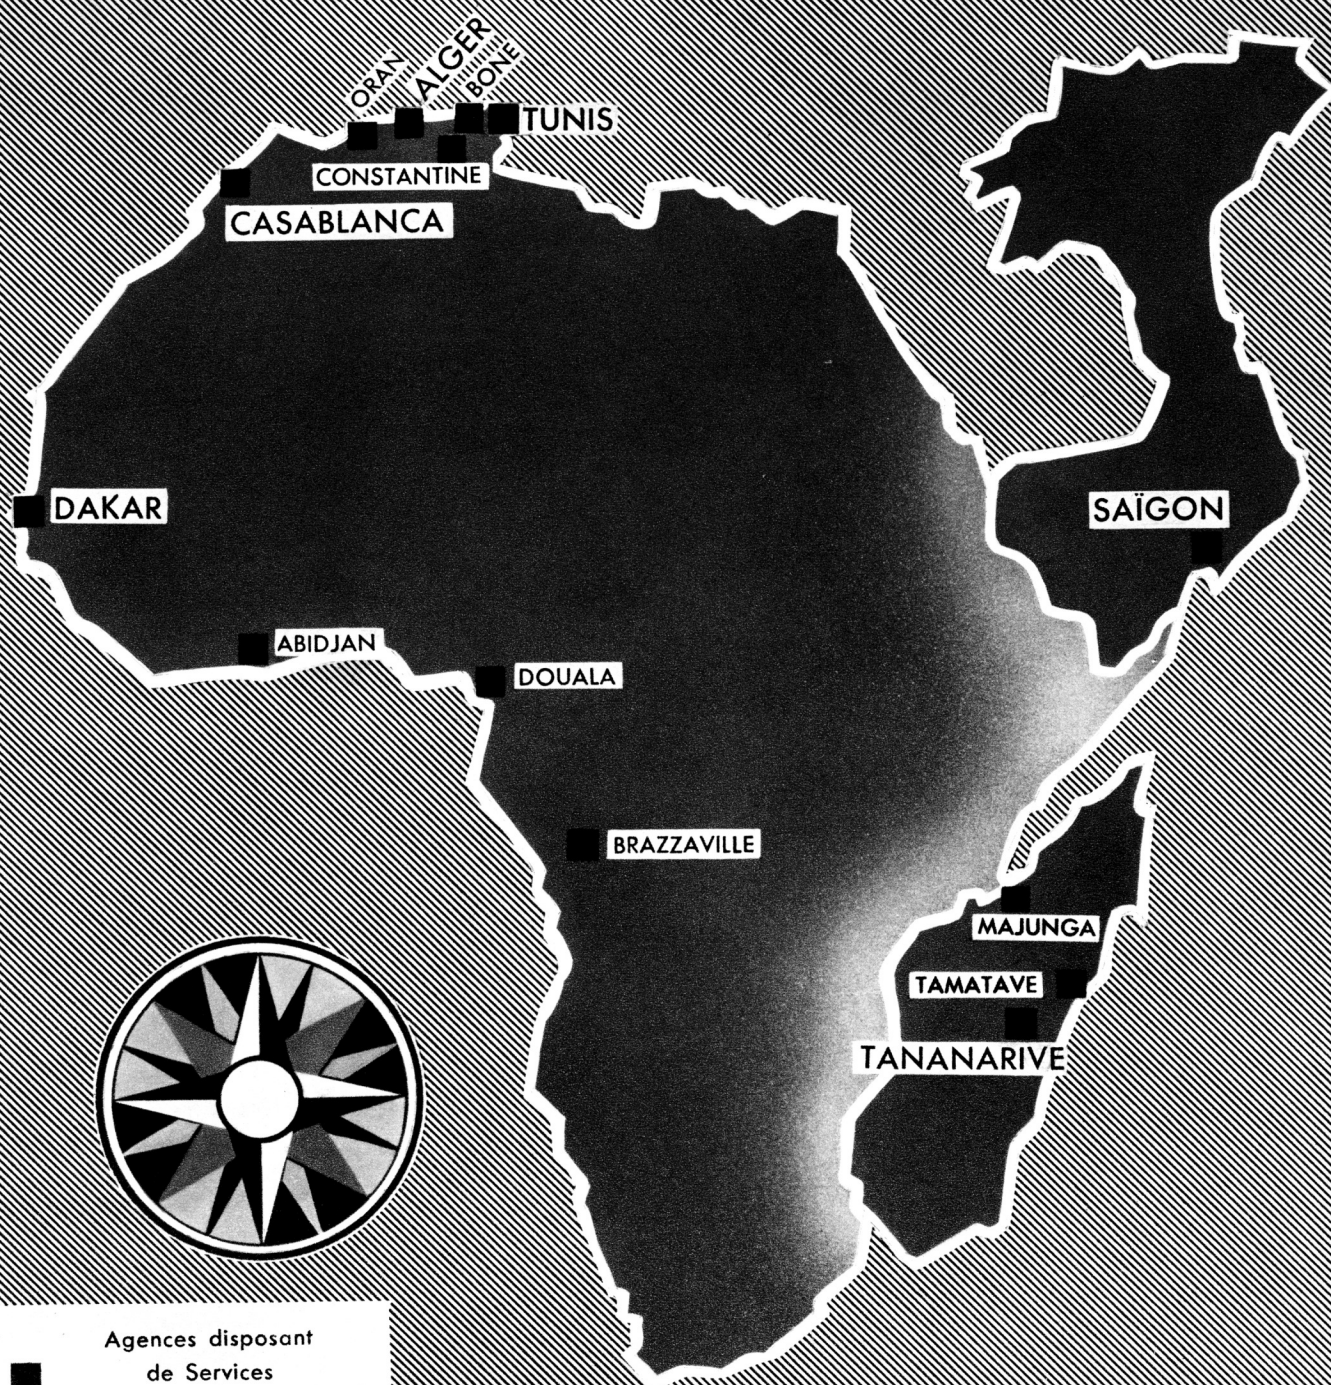 ORAN
ALGER
BONE
TUNIS
CONSTANTINE
CASABLANCA
DAKAR
SAÏGON
ABIDJAN
DOUALA
BRAZZAVILLE
MAJUNGA
TAMATAVE
TANANARIVE
Agences disposant
de Services